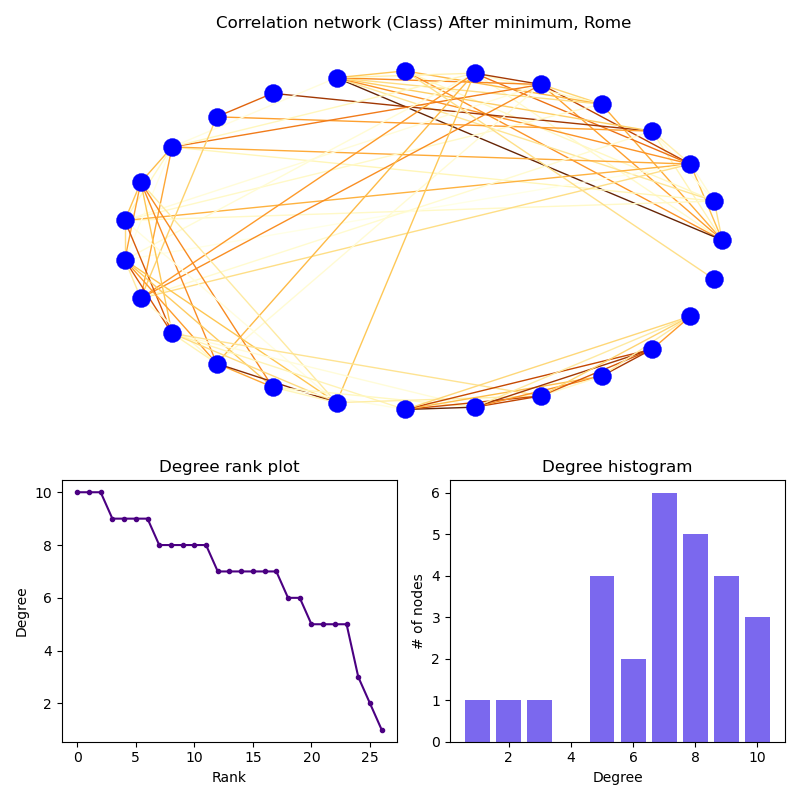 Correlation network (Class) After minimum, Rome
Degree rank plot
10
8
6
4
2
Degree
0 5 10 15 20 25
Rank
Degree histogram
6
5
4
3
2
1
0
# of nodes
2 4 6 8 10
Degree